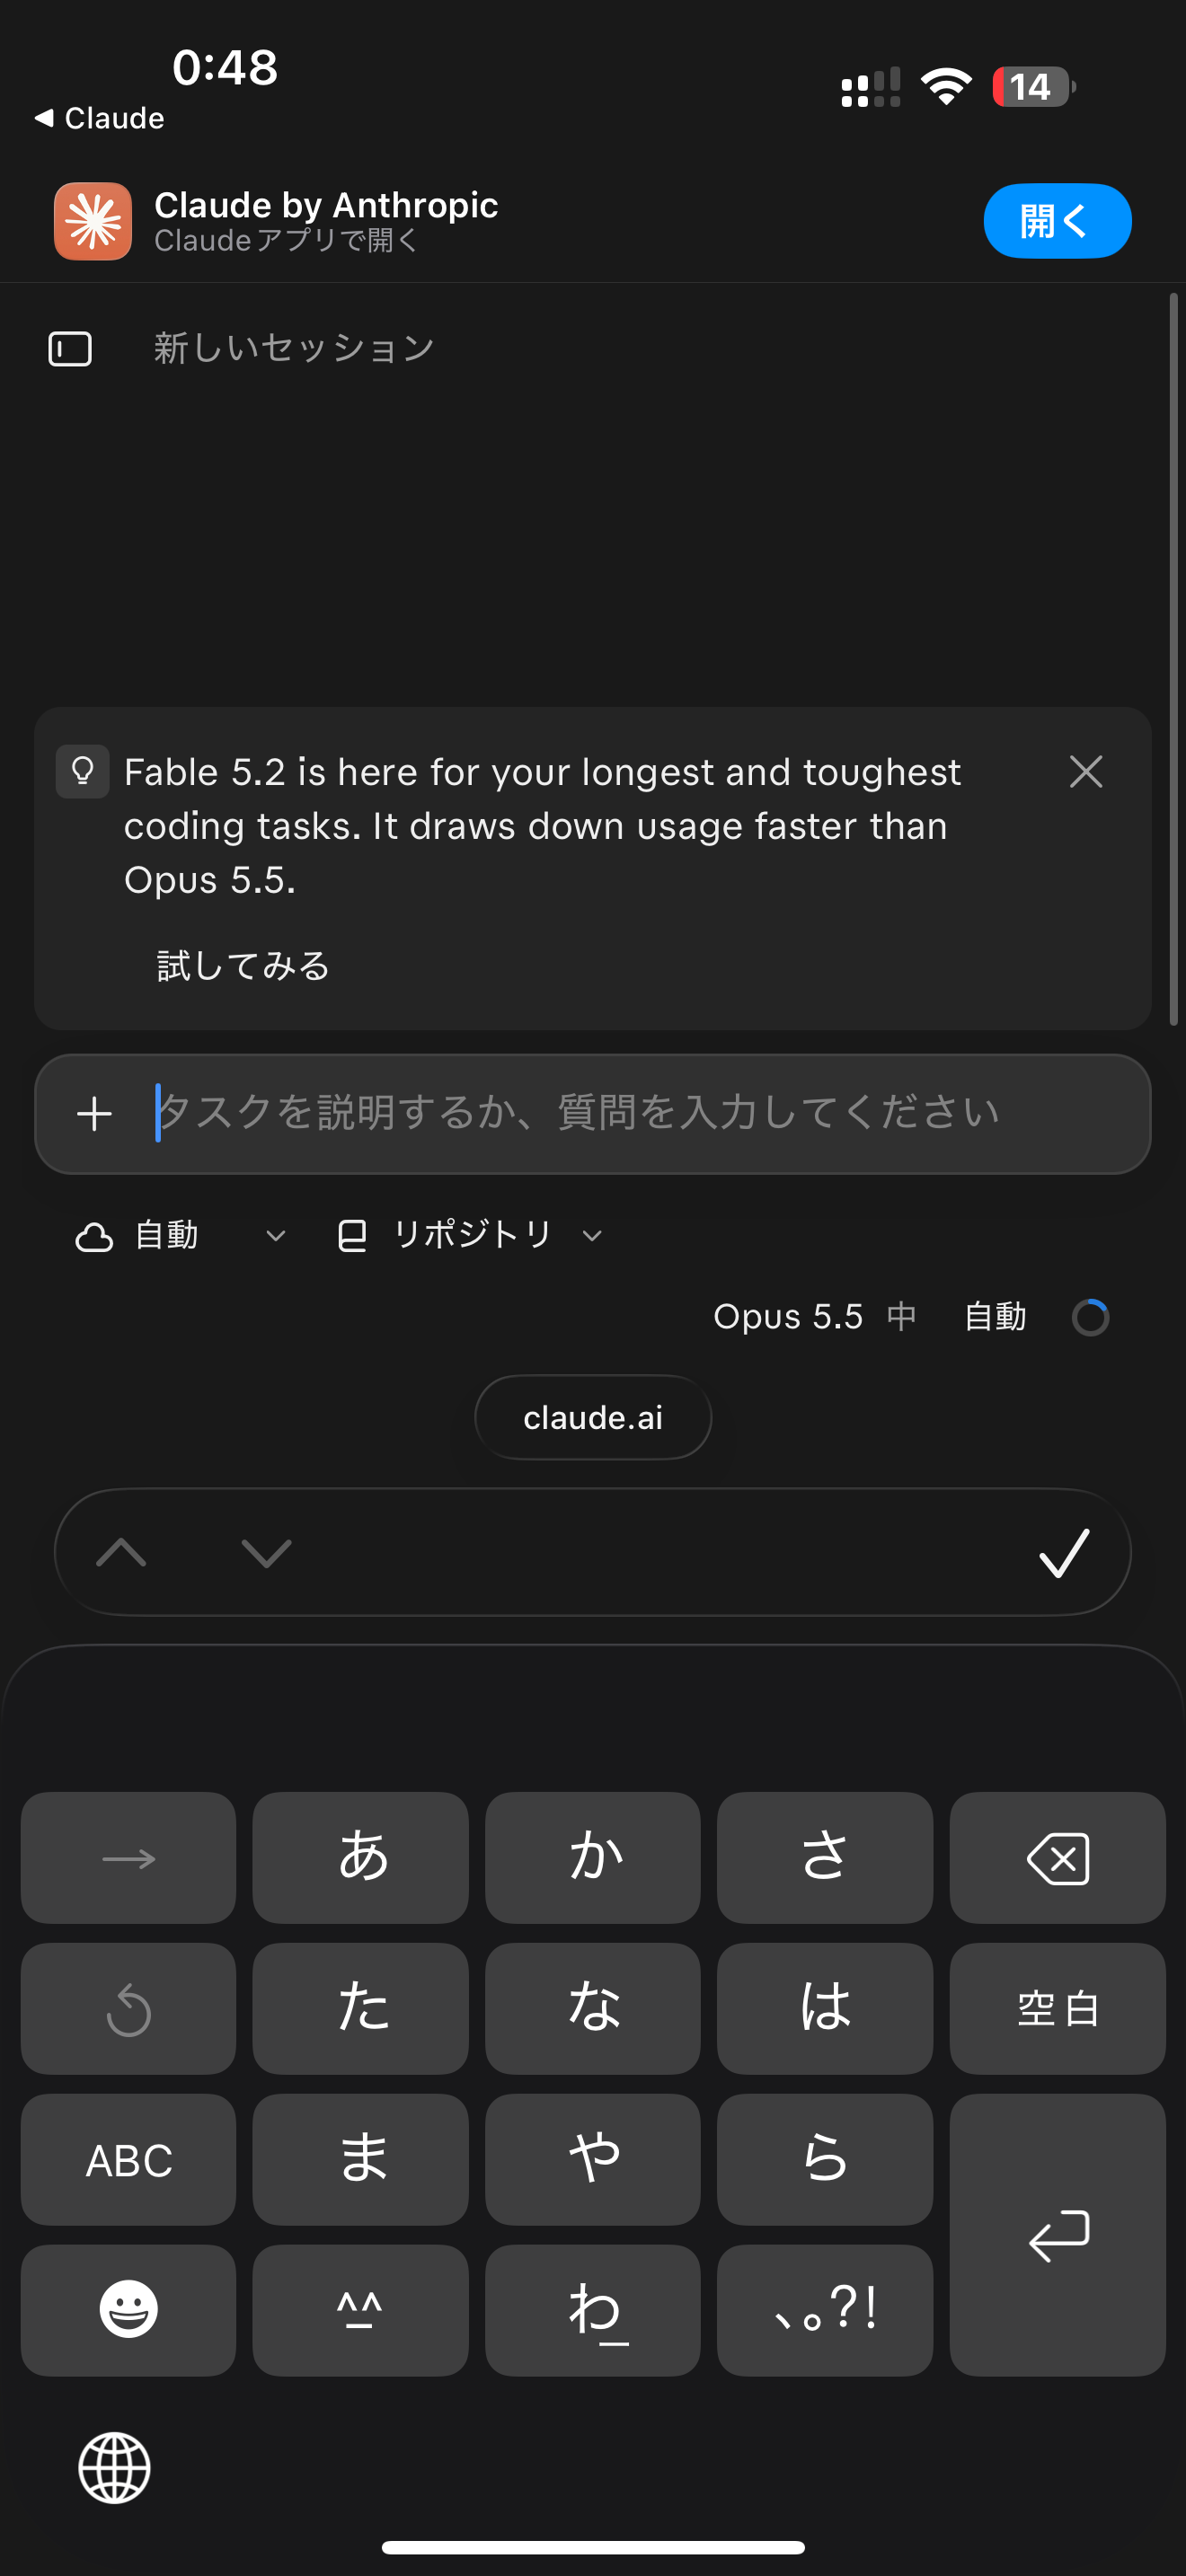 0:48
14
◀ Claude
Claude by Anthropic
Claudeアプリで開く
開く
新しいセッション
Fable 5.2 is here for your longest and toughest
coding tasks. It draws down usage faster than
Opus 5.5.
試してみる
タスクを説明するか、質問を入力してください
自動
リポジトリ
Opus 5.5 中 自動
claude.ai
→ あ か さ
た な は 空白
ABC ま や ら
^_^ わ_ 、。?!